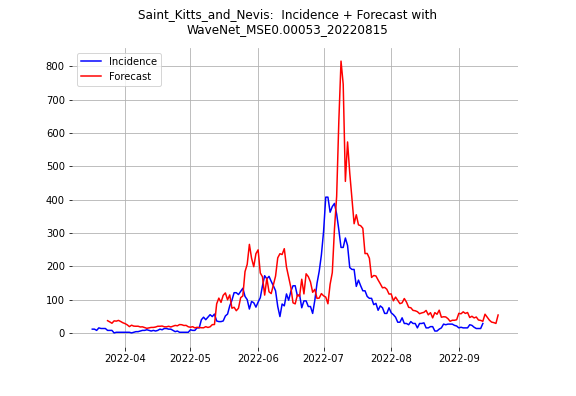 Saint_Kitts_and_Nevis:  Incidence + Forecast with
WaveNet_MSE0.00053_20220815
Incidence
Forecast
800
700
600
500
400
300
200
100
0
2022-04 2022-05 2022-06 2022-07 2022-08 2022-09